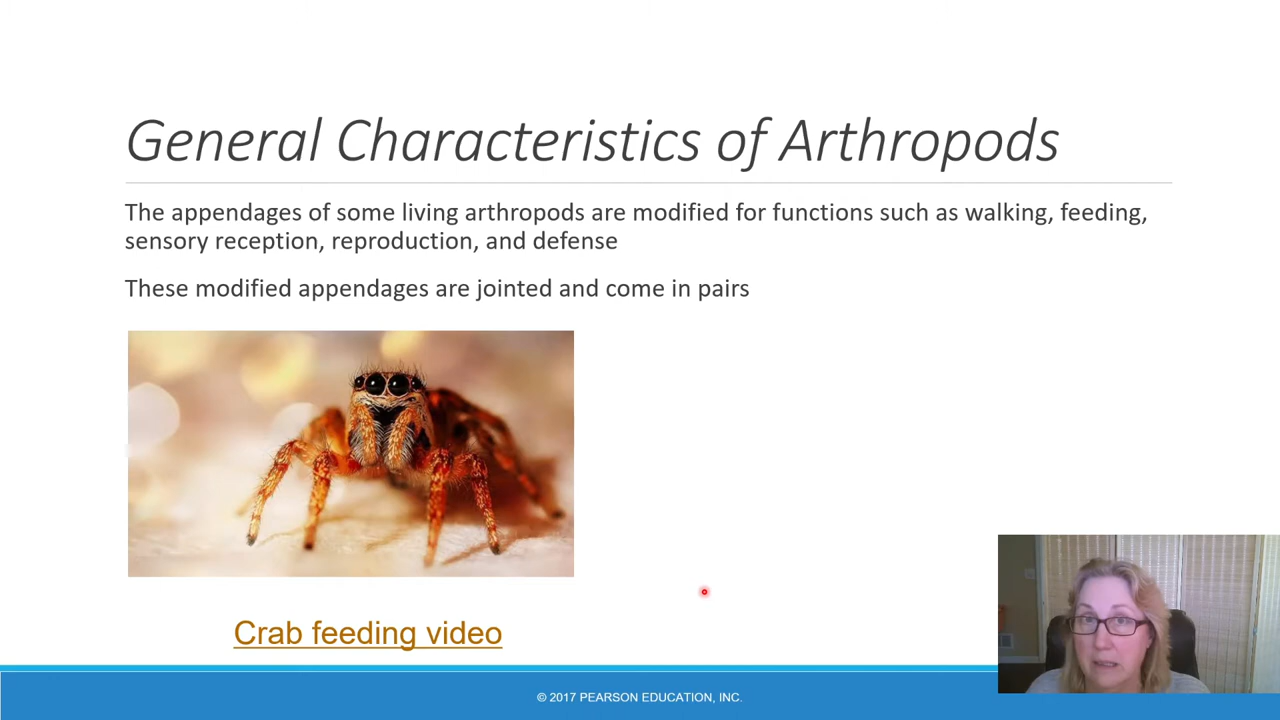 General Characteristics of Arthropods
The appendages of some living arthropods are modified for functions such as walking, feeding,
sensory reception, reproduction, and defense
These modified appendages are jointed and come in pairs
Crab feeding video
© 2017 PEARSON EDUCATION, INC.